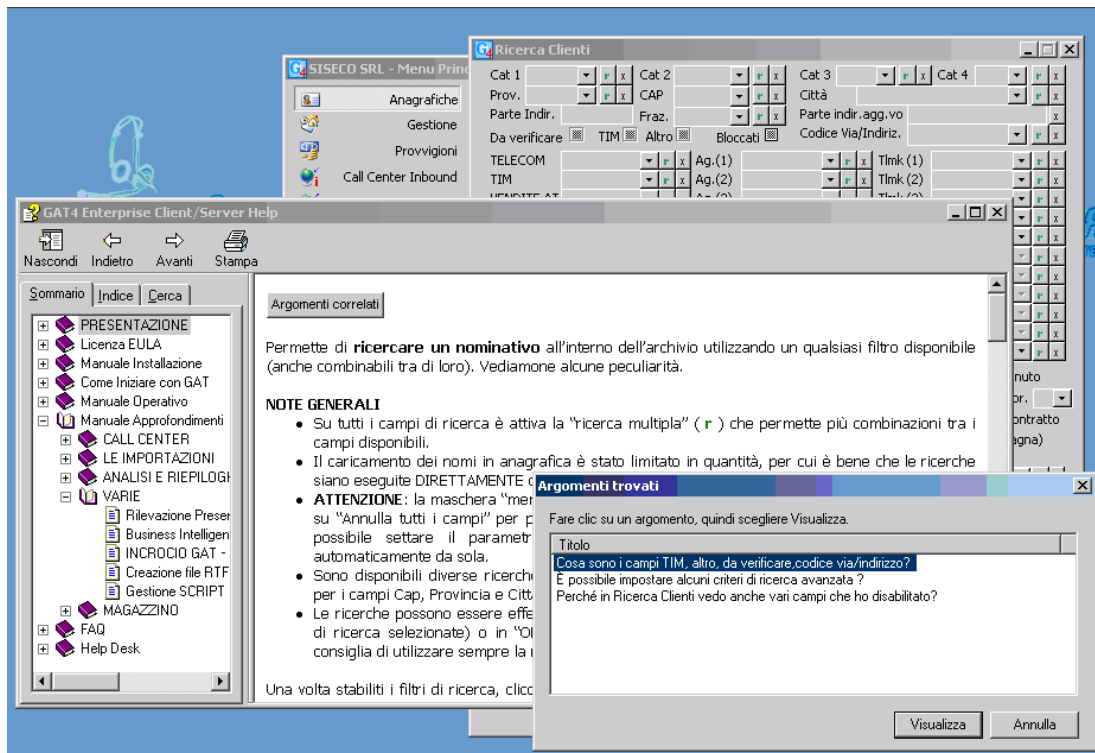 Ricerca Clienti
SISECO SRL - Menu Princ
Cat 1 r x Cat 2 r x Cat 3 r x Cat 4 r x
Prov. r x CAP r x Città r x
Parte Indir. Fraz. r x Parte indir.agg.vo x
Da verificare TIM Altro Bloccati Codice Via/Indiriz. r x
TELECOM r x Ag.(1) r x Tlmk (1) r x
TIM r x Ag.(2) r x Tlmk (2) r x
Anagrafiche
Gestione
Provvigioni
Call Center Inbound
nuto
or.
ontratto
agna)
GAT4 Enterprise Client/Server Help
Nascondi Indietro Avanti Stampa
Sommario Indice Cerca
PRESENTAZIONE
Licenza EULA
Manuale Installazione
Come Iniziare con GAT
Manuale Operativo
Manuale Approfondimenti
CALL CENTER
LE IMPORTAZIONI
ANALISI E RIEPILOGH
VARIE
Rilevazione Presen
Business Intelligen
INCROCIO GAT -
Creazione file RTF
Gestione SCRIPT
MAGAZZINO
FAQ
Help Desk
Argomenti correlati
Permette di ricercare un nominativo all'interno dell'archivio utilizzando un qualsiasi filtro disponibile
(anche combinabili tra di loro). Vediamone alcune peculiarità.
NOTE GENERALI
• Su tutti i campi di ricerca è attiva la "ricerca multipla" ( r ) che permette più combinazioni tra i
campi disponibili.
• Il caricamento dei nomi in anagrafica è stato limitato in quantità, per cui è bene che le ricerche
siano eseguite DIRETTAMENTE
• ATTENZIONE: la maschera "mer
su "Annulla tutti i campi" per p
possibile settare il parametr
automaticamente da sola.
• Sono disponibili diverse ricerch
per i campi Cap, Provincia e Citt
• Le ricerche possono essere effe
di ricerca selezionate) o in "O
consiglia di utilizzare sempre la
Una volta stabiliti i filtri di ricerca, clicc
Argomenti trovati
Fare clic su un argomento, quindi scegliere Visualizza.
Titolo
Cosa sono i campi TIM, altro, da verificare,codice via/indirizzo?
È possibile impostare alcuni criteri di ricerca avanzata ?
Perché in Ricerca Clienti vedo anche vari campi che ho disabilitato?
Visualizza Annulla